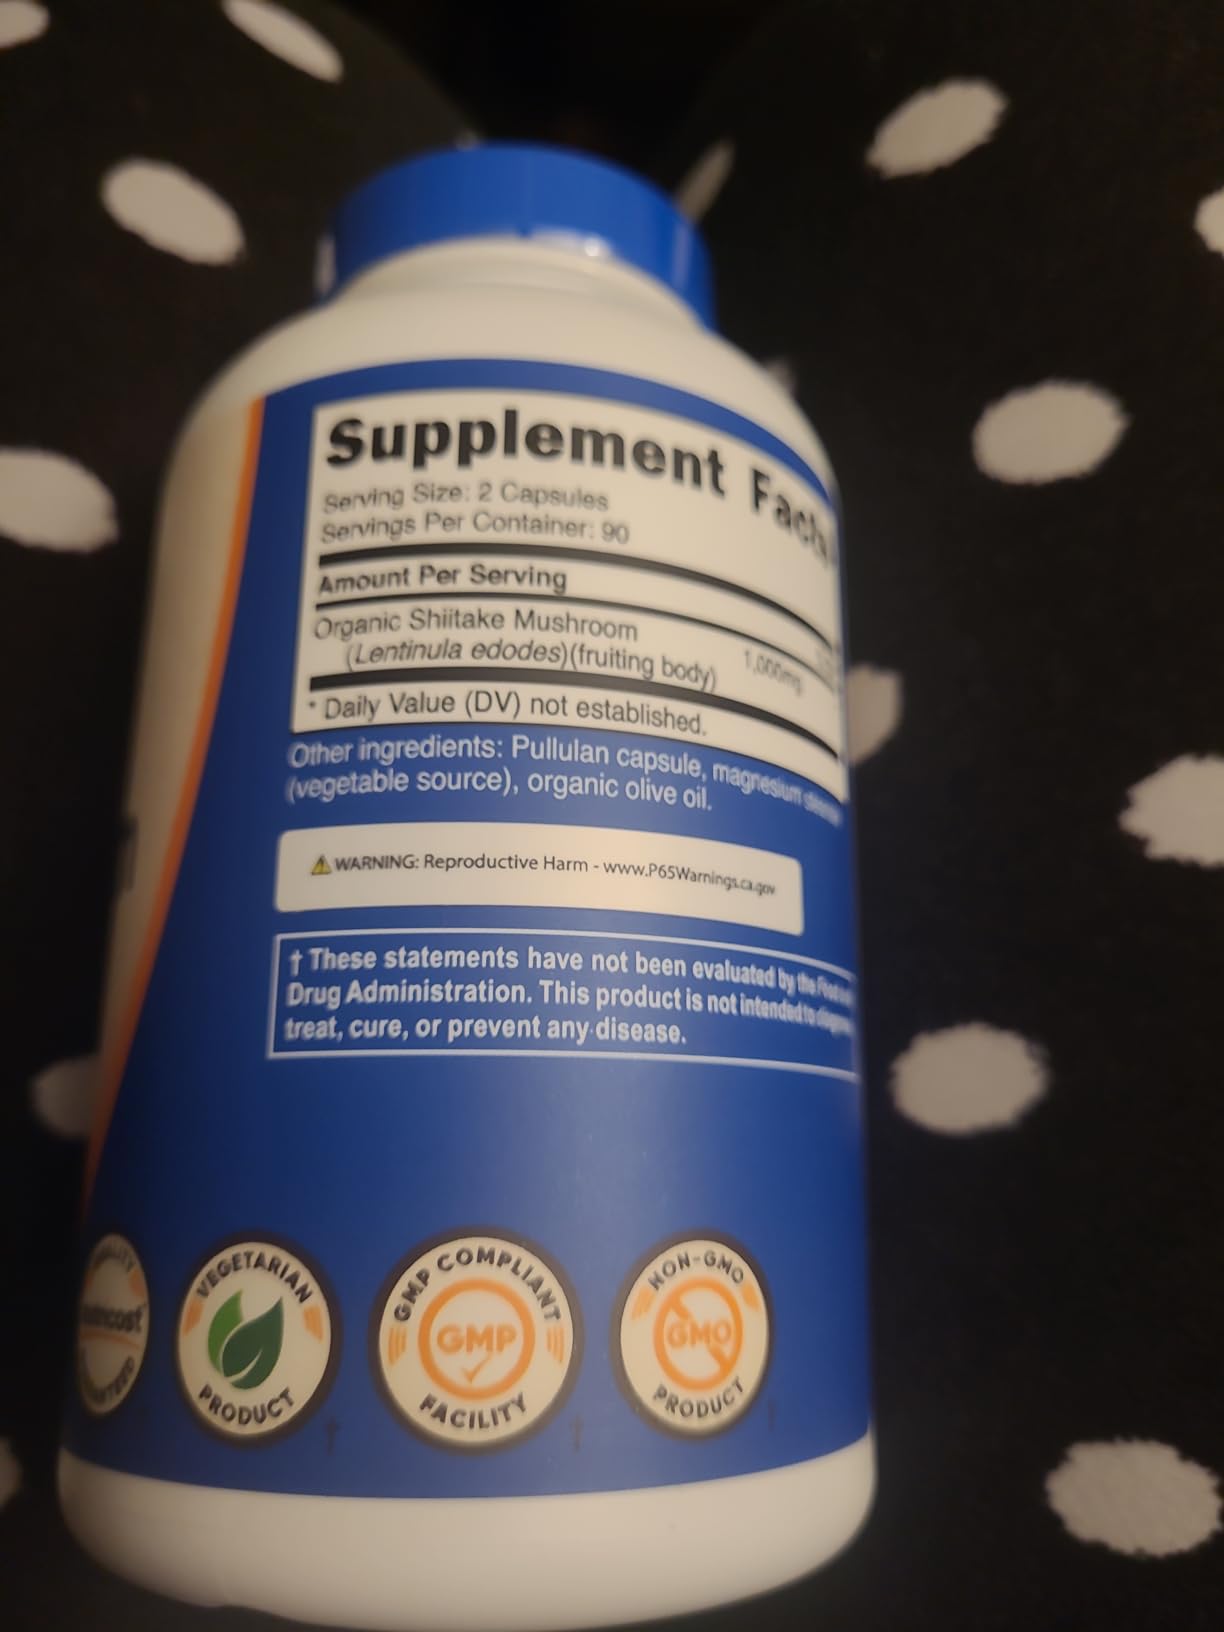 Supplement Facts
Serving Size: 2 Capsules
Servings Per Container: 90
Amount Per Serving
Organic Shiitake Mushroom
(Lentinula edodes)(fruiting body) 1,000mg
* Daily Value (DV) not established.
Other ingredients: Pullulan capsule, magnesium
(vegetable source), organic olive oil.
⚠ WARNING: Reproductive Harm - www.P65Warnings.ca.gov
† These statements have not been evaluated by the
Drug Administration. This product is not intended to
treat, cure, or prevent any disease.
VEGETARIAN
PRODUCT
†
GMP COMPLIANT
GMP
FACILITY
†
NON-GMO
GMO
PRODUCT
†